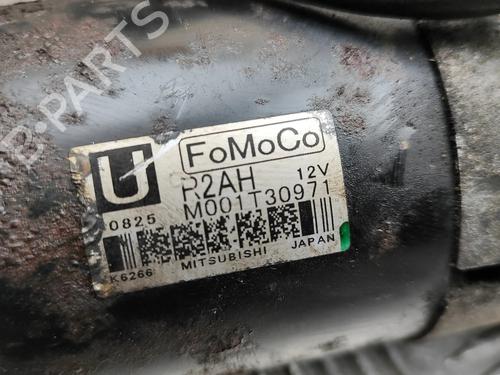 B-PARTS
U
FoMoCo
R2AH 12V
0825
M001T30971
K6266 MITSUBISHI JAPAN